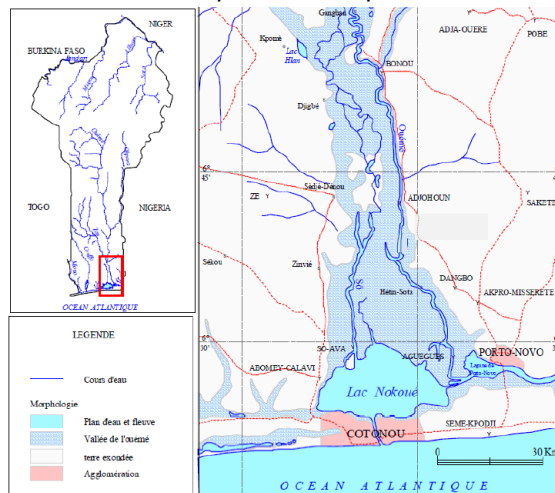 NIGER
BURKINA FASO
TOGO
NIGERIA
OCEAN ATLANTIQUE
LEGENDE
Cours d'eau
Morphologie
Plan d'eau et fleuve
Vallée de l'ouémé
terre exondée
Agglomération
ADJA-OUERE
POBE
Kpomè
Lac
Hlan
BONOU
Djigbé
Ouémé
6°
45'
Sèdjè-Dénou
ZE
ADJOHOUN
SAKETE
Sékou
Zinvié
DANGBO
Hêtin-Sota
AKPRO-MISSERETE
Sô
30'
SO-AVA
AGUEGUES
PORTO-NOVO
ABOMEY-CALAVI
Lac Nokoué
SEME-KPODJI
COTONOU
0
30 Km
OCEAN ATLANTIQUE